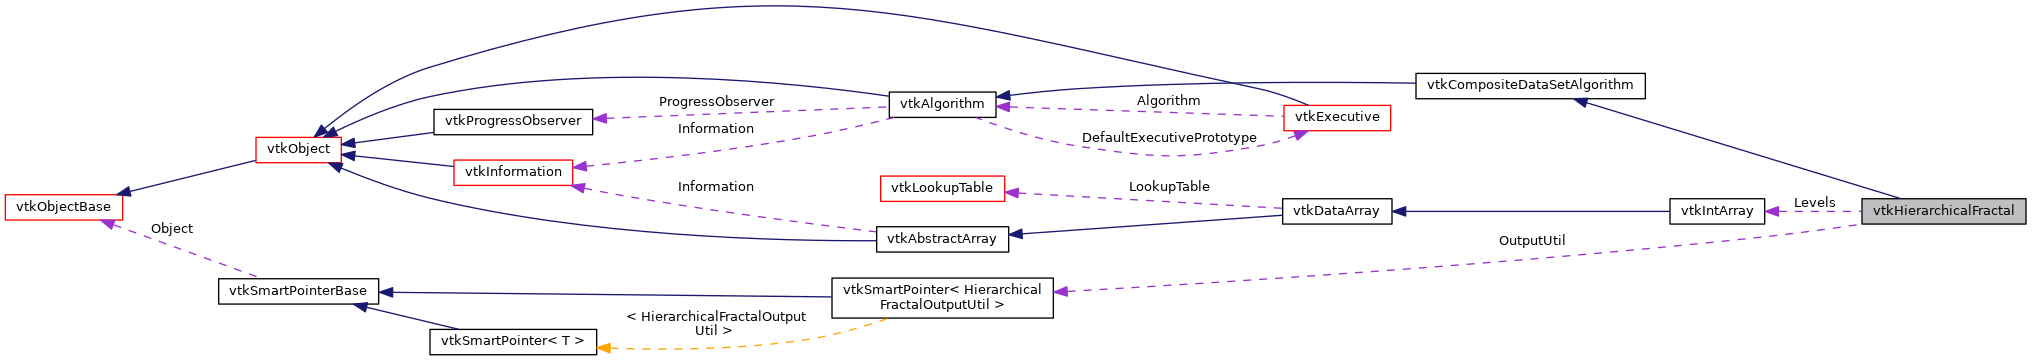 vtkCompositeDataSetAlgorithm
ProgressObserver
vtkAlgorithm
Algorithm
vtkProgressObserver
vtkExecutive
Information
DefaultExecutivePrototype
vtkObject
vtkInformation
Information
vtkLookupTable
LookupTable
vtkObjectBase
vtkDataArray
vtkIntArray
Levels
vtkHierarchicalFractal
Object
vtkAbstractArray
OutputUtil
vtkSmartPointerBase
vtkSmartPointer< Hierarchical
FractalOutputUtil >
< HierarchicalFractalOutput
Util >
vtkSmartPointer< T >